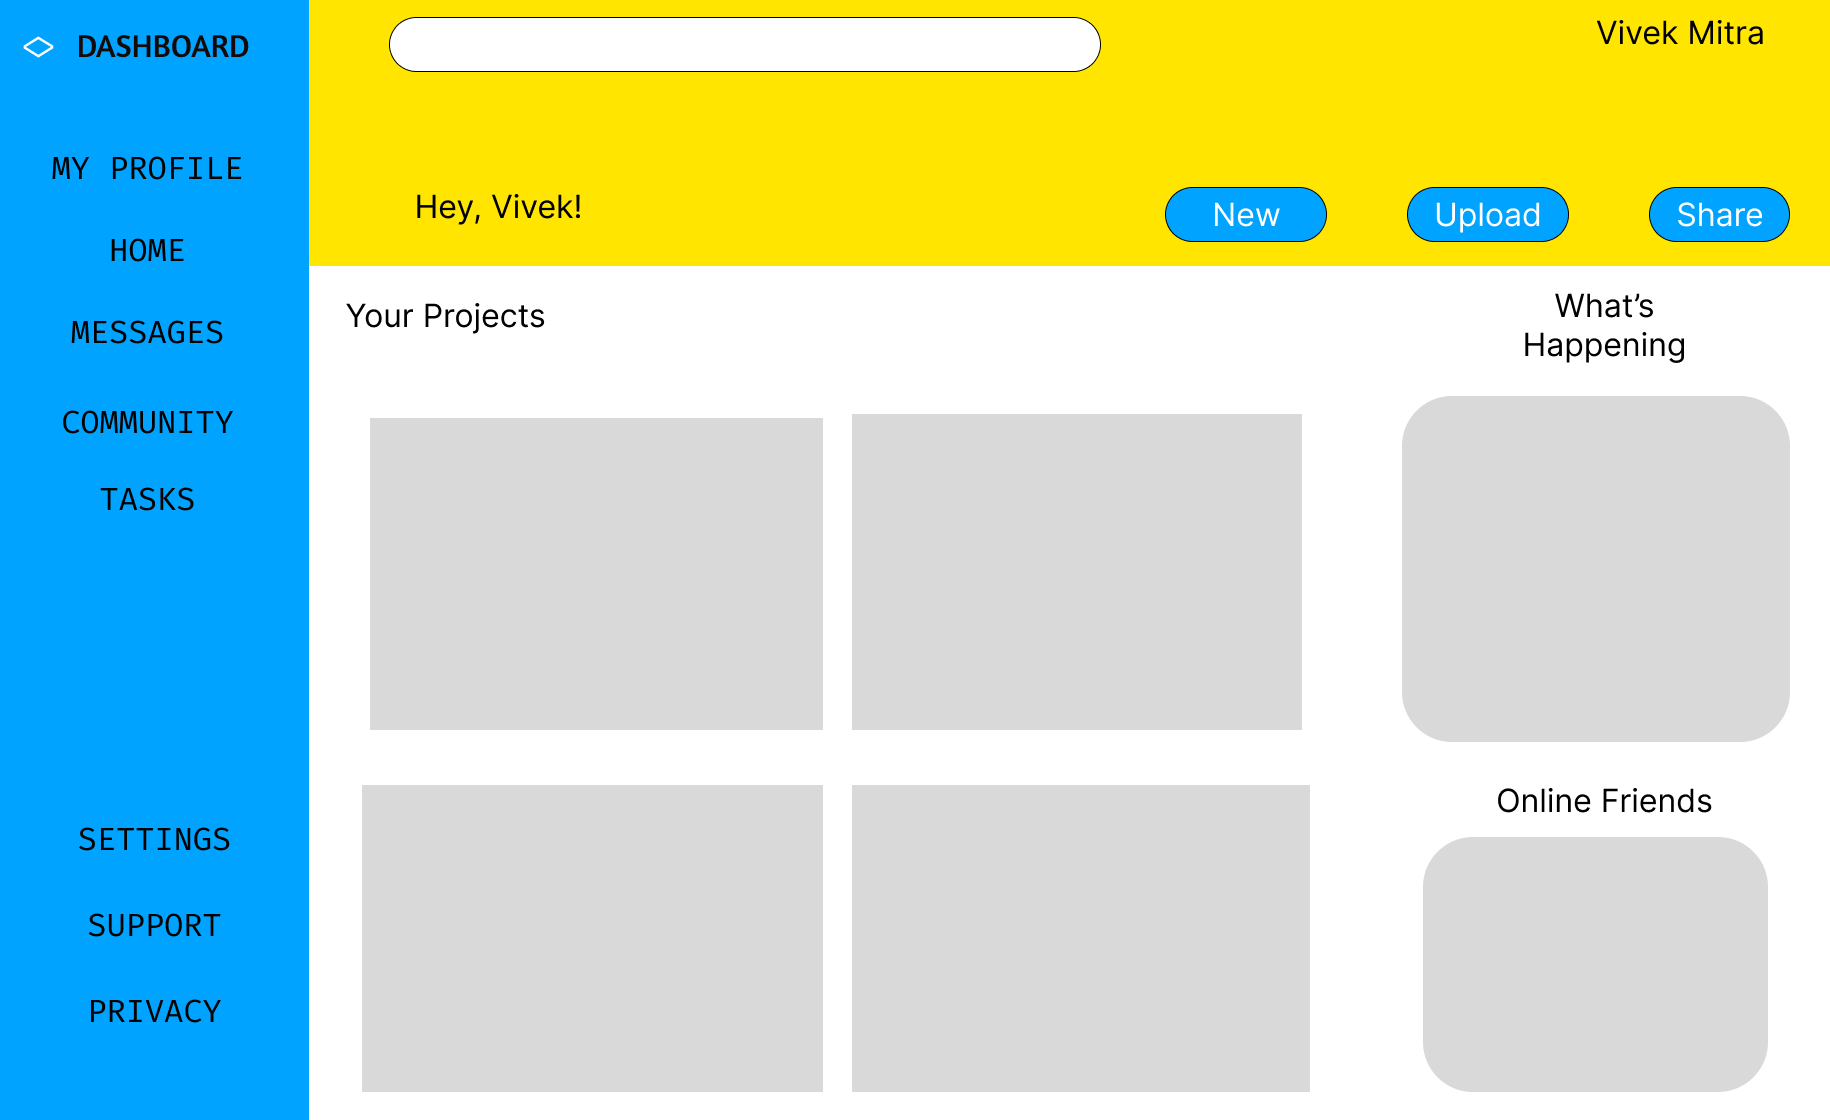 DASHBOARD
MY PROFILE
HOME
MESSAGES
COMMUNITY
TASKS
SETTINGS
SUPPORT
PRIVACY
Vivek Mitra
Hey, Vivek!
New
Upload
Share
Your Projects
What’s
Happening
Online Friends